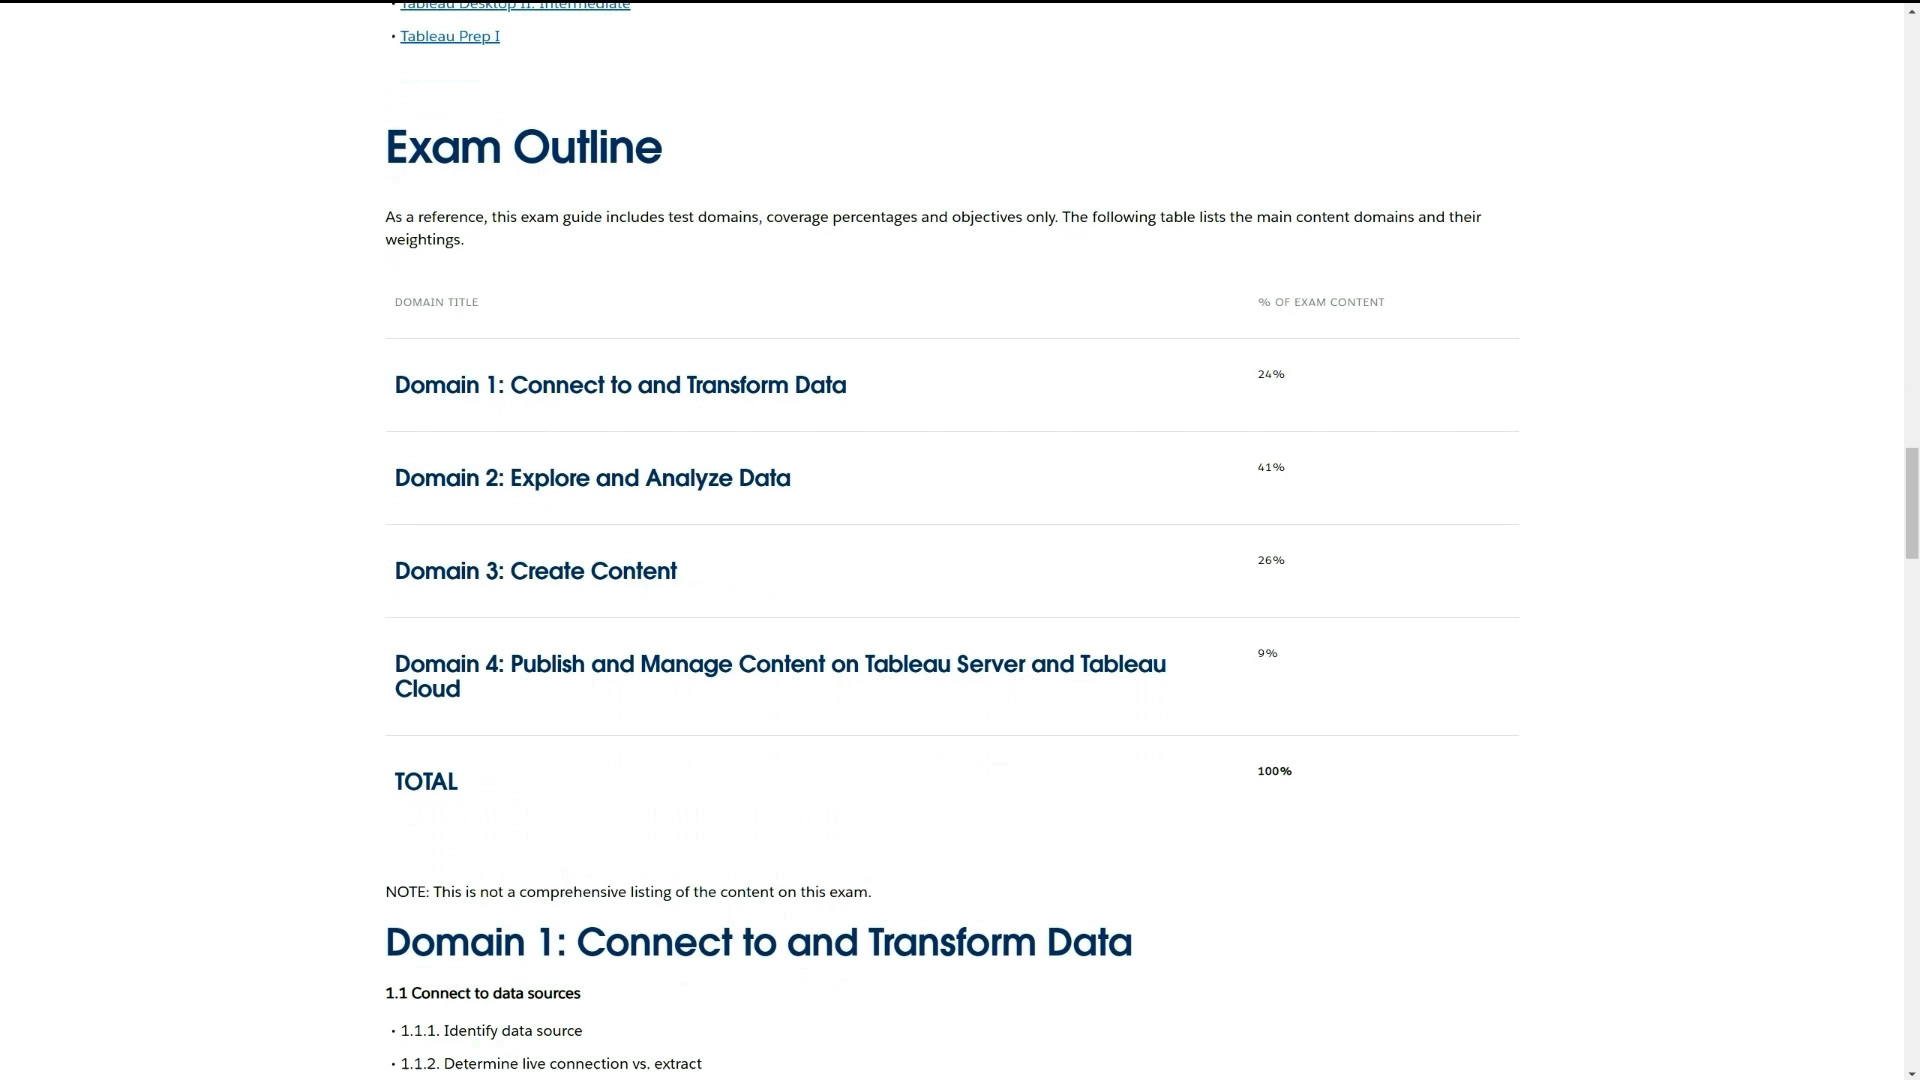 • Tableau Desktop II: Intermediate
• Tableau Prep I
Exam Outline
As a reference, this exam guide includes test domains, coverage percentages and objectives only. The following table lists the main content domains and their
weightings.
DOMAIN TITLE % OF EXAM CONTENT
Domain 1: Connect to and Transform Data 24%
Domain 2: Explore and Analyze Data 41%
Domain 3: Create Content 26%
Domain 4: Publish and Manage Content on Tableau Server and Tableau 9%
Cloud
TOTAL 100%
NOTE: This is not a comprehensive listing of the content on this exam.
Domain 1: Connect to and Transform Data
1.1 Connect to data sources
• 1.1.1. Identify data source
• 1.1.2. Determine live connection vs. extract